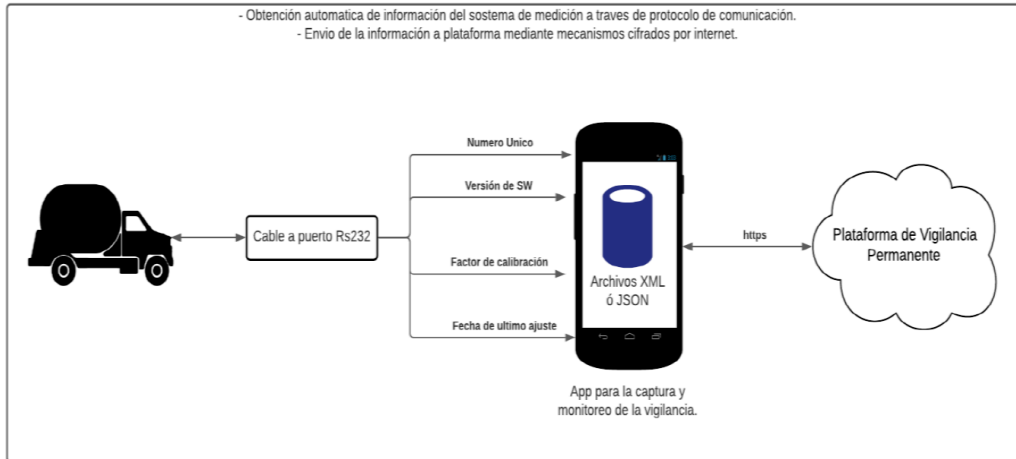 - Obtención automatica de información del sostema de medición a traves de protocolo de comunicación.
- Envio de la información a plataforma mediante mecanismos cifrados por internet.
Numero Unico
Versión de SW
Cable a puerto Rs232
Factor de calibración
Fecha de ultimo ajuste
Archivos XML
ó JSON
https
Plataforma de Vigilancia
Permanente
App para la captura y
monitoreo de la vigilancia.